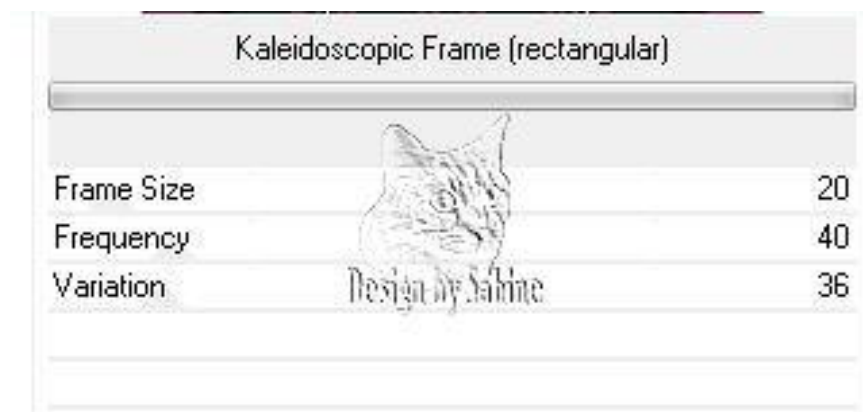 Kaleidoscopic Frame (rectangular)
Frame Size 20
Frequency 40
Variation 36
Design by Sabine